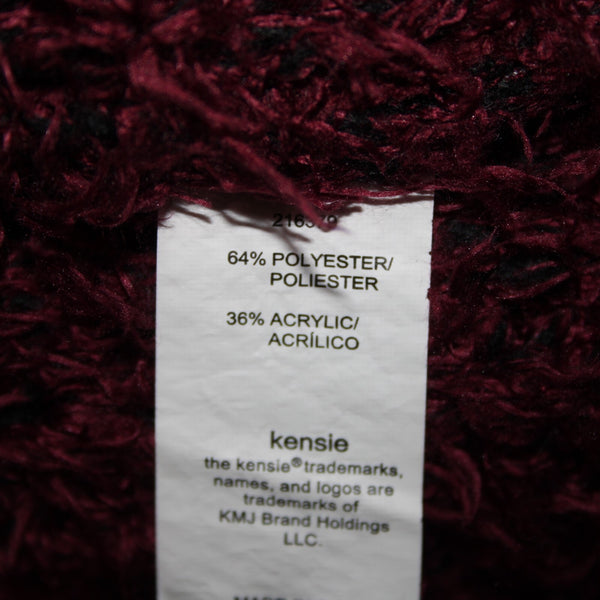 64% POLYESTER/
POLIESTER
36% ACRYLIC/
ACRÍLICO
kensie
the kensie® trademarks,
names, and logos are
trademarks of
KMJ Brand Holdings
LLC.